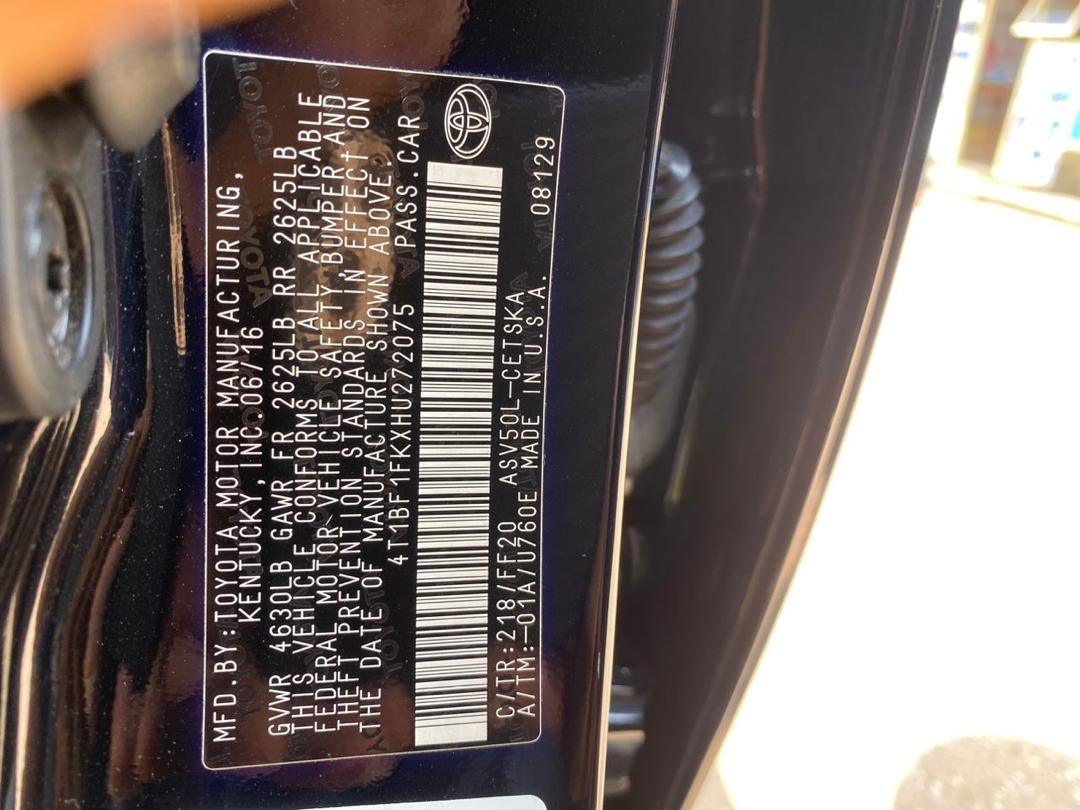 MFD.BY:TOYOTA MOTOR MANUFACTURING,
KENTUCKY,INC. 06/16
GVWR 4630LB GAWR FR 2625LB RR 2625LB
THIS VEHICLE CONFORMS TO ALL APPLICABLE
FEDERAL MOTOR VEHICLE SAFETY,BUMPER,AND
THEFT PREVENTION STANDARDS IN EFFECT ON
THE DATE OF MANUFACTURE SHOWN ABOVE.
4T1BF1FKXHU272075 PASS.CAR
C/TR:218/FF20 ASV50L-CETSKA
A/TM:-01A/U760E MADE IN U.S.A. 08129